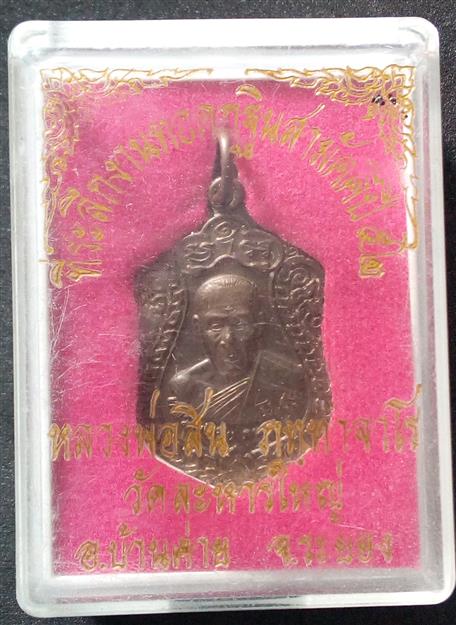 ที่ระลึกงานทอดกฐินสามัคคีปี ๕๒
หลวงพ่อสิน ภทฺทาจาโร
วัดละหารใหญ่
อ.บ้านค่าย จ.ระยอง